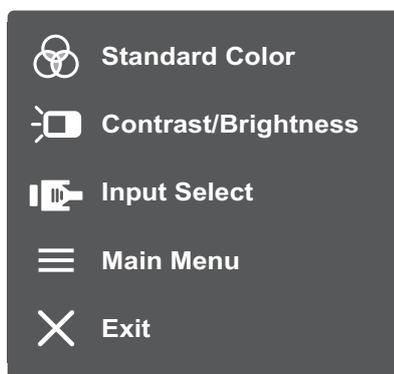 Standard Color
Contrast/Brightness
Input Select
Main Menu
Exit